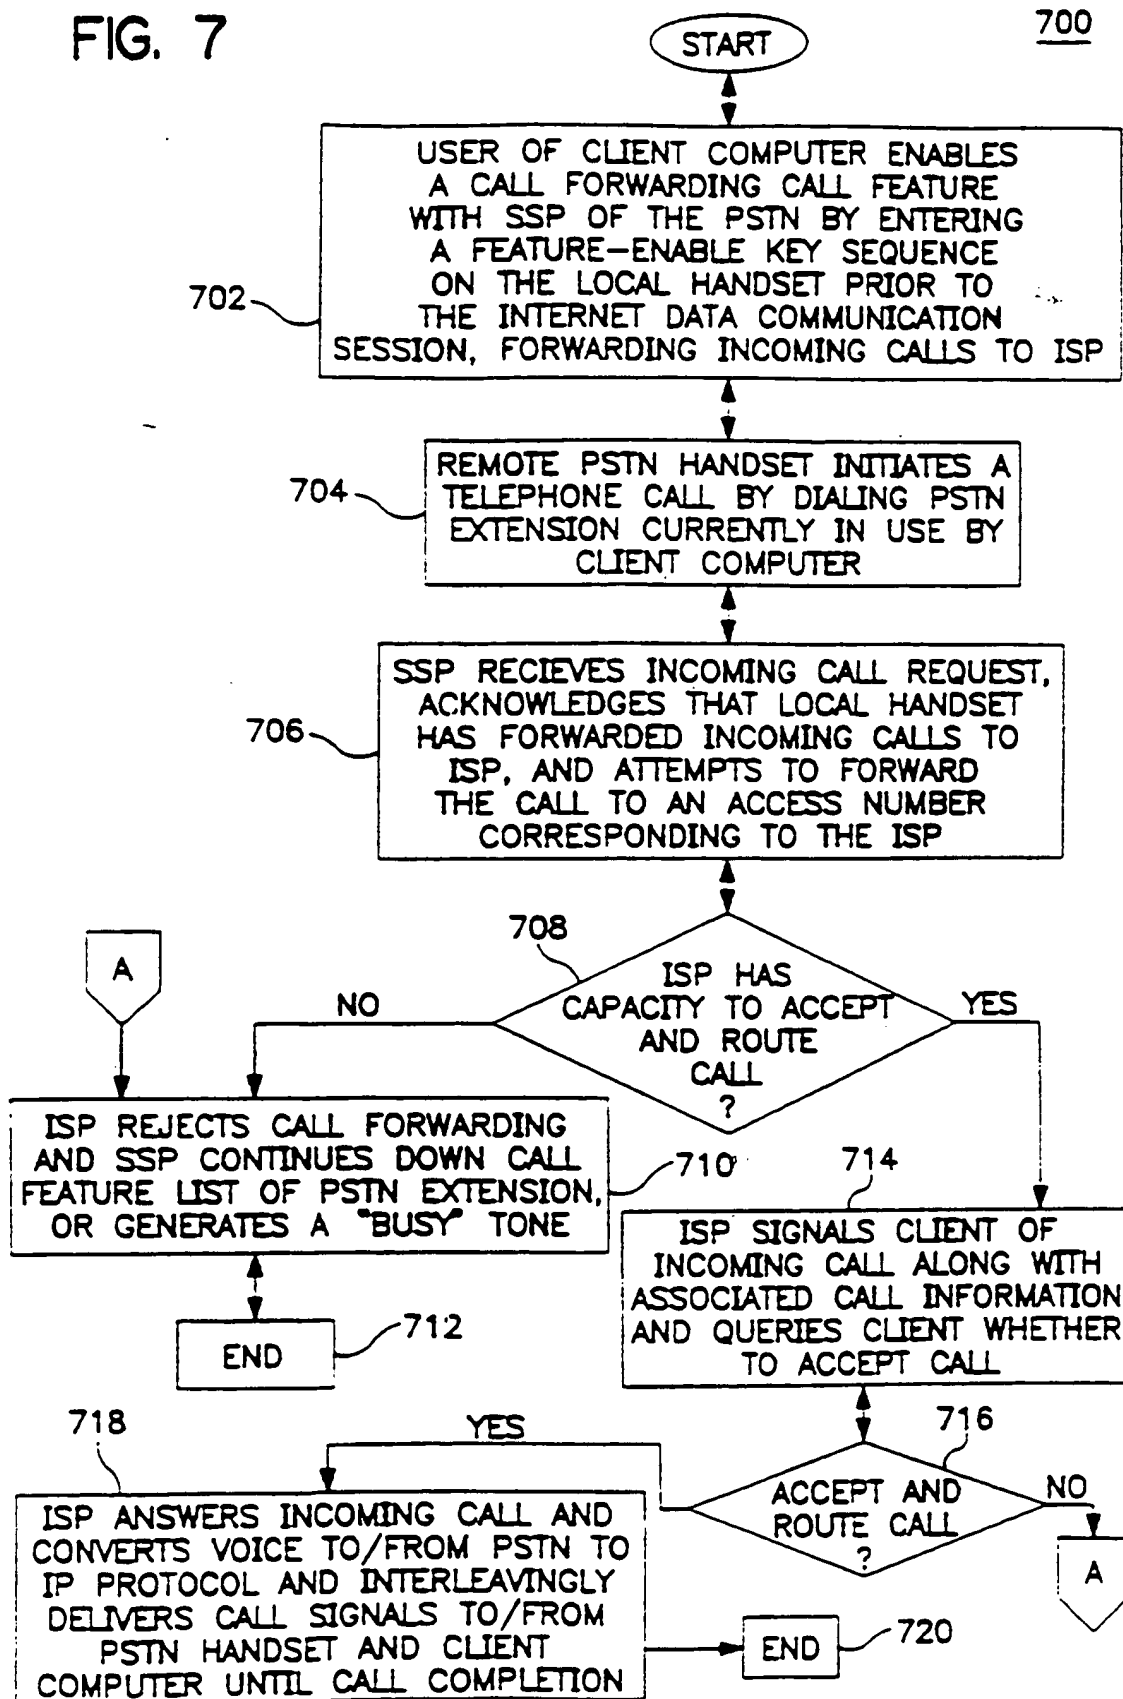 FIG. 7
700
START
USER OF CLIENT COMPUTER ENABLES
A CALL FORWARDING CALL FEATURE
WITH SSP OF THE PSTN BY ENTERING
A FEATURE-ENABLE KEY SEQUENCE
ON THE LOCAL HANDSET PRIOR TO
THE INTERNET DATA COMMUNICATION
SESSION, FORWARDING INCOMING CALLS TO ISP
702
REMOTE PSTN HANDSET INITIATES A
TELEPHONE CALL BY DIALING PSTN
EXTENSION CURRENTLY IN USE BY
CLIENT COMPUTER
704
SSP RECIEVES INCOMING CALL REQUEST,
ACKNOWLEDGES THAT LOCAL HANDSET
HAS FORWARDED INCOMING CALLS TO
ISP, AND ATTEMPTS TO FORWARD
THE CALL TO AN ACCESS NUMBER
CORRESPONDING TO THE ISP
706
708
ISP HAS
CAPACITY TO ACCEPT
AND ROUTE
CALL
?
NO
YES
A
ISP REJECTS CALL FORWARDING
AND SSP CONTINUES DOWN CALL
FEATURE LIST OF PSTN EXTENSION,
OR GENERATES A "BUSY" TONE
710
END
712
714
ISP SIGNALS CLIENT OF
INCOMING CALL ALONG WITH
ASSOCIATED CALL INFORMATION
AND QUERIES CLIENT WHETHER
TO ACCEPT CALL
716
ACCEPT AND
ROUTE CALL
?
YES
NO
A
718
ISP ANSWERS INCOMING CALL AND
CONVERTS VOICE TO/FROM PSTN TO
IP PROTOCOL AND INTERLEAVINGLY
DELIVERS CALL SIGNALS TO/FROM
PSTN HANDSET AND CLIENT
COMPUTER UNTIL CALL COMPLETION
END
720